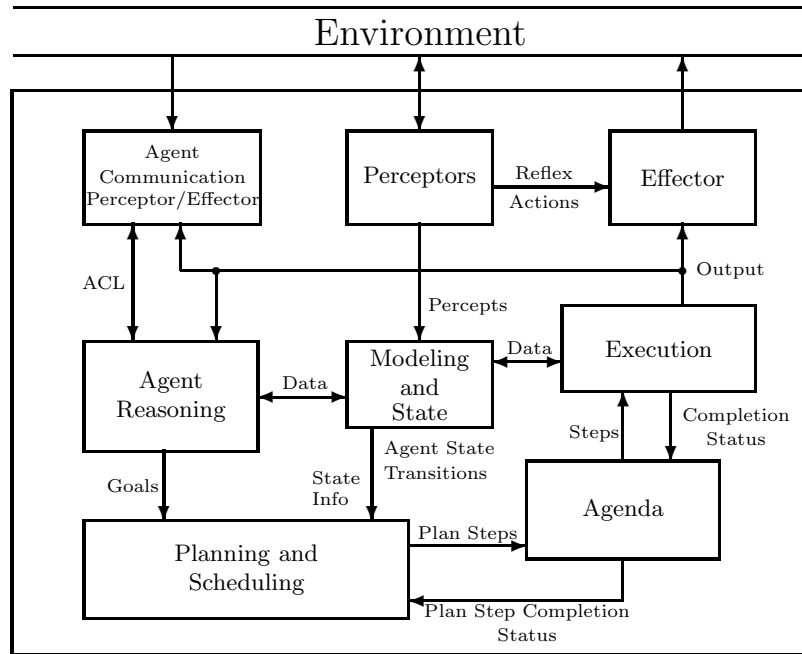 Environment
Agent
Communication
Perceptor/Effector
Perceptors
Reflex
Actions
Effector
ACL
Percepts
Output
Agent
Reasoning
Data
Modeling
and
State
Data
Execution
Goals
State
Info
Agent State
Transitions
Steps
Completion
Status
Planning and
Scheduling
Plan Steps
Agenda
Plan Step Completion
Status